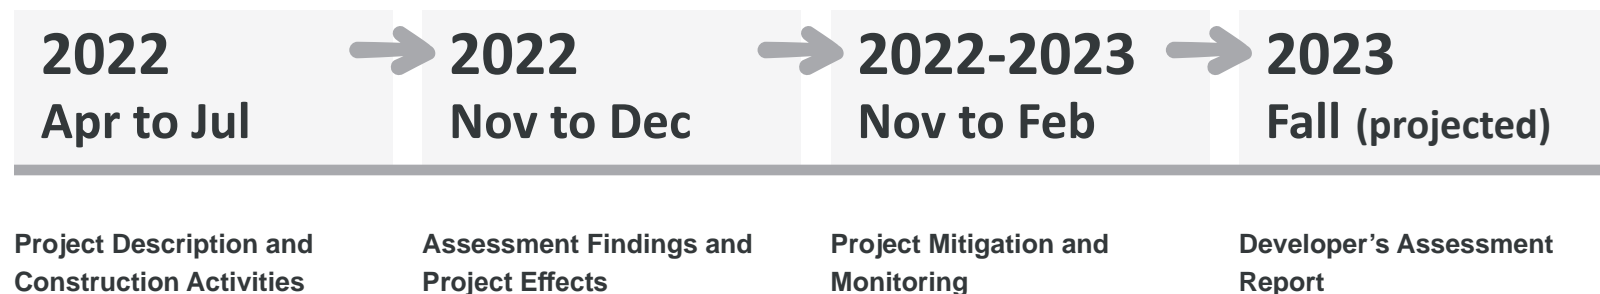 2022
Apr to Jul
2022
Nov to Dec
2022-2023
Nov to Feb
2023
Fall (projected)
Project Description and
Construction Activities
Assessment Findings and
Project Effects
Project Mitigation and
Monitoring
Developer’s Assessment
Report